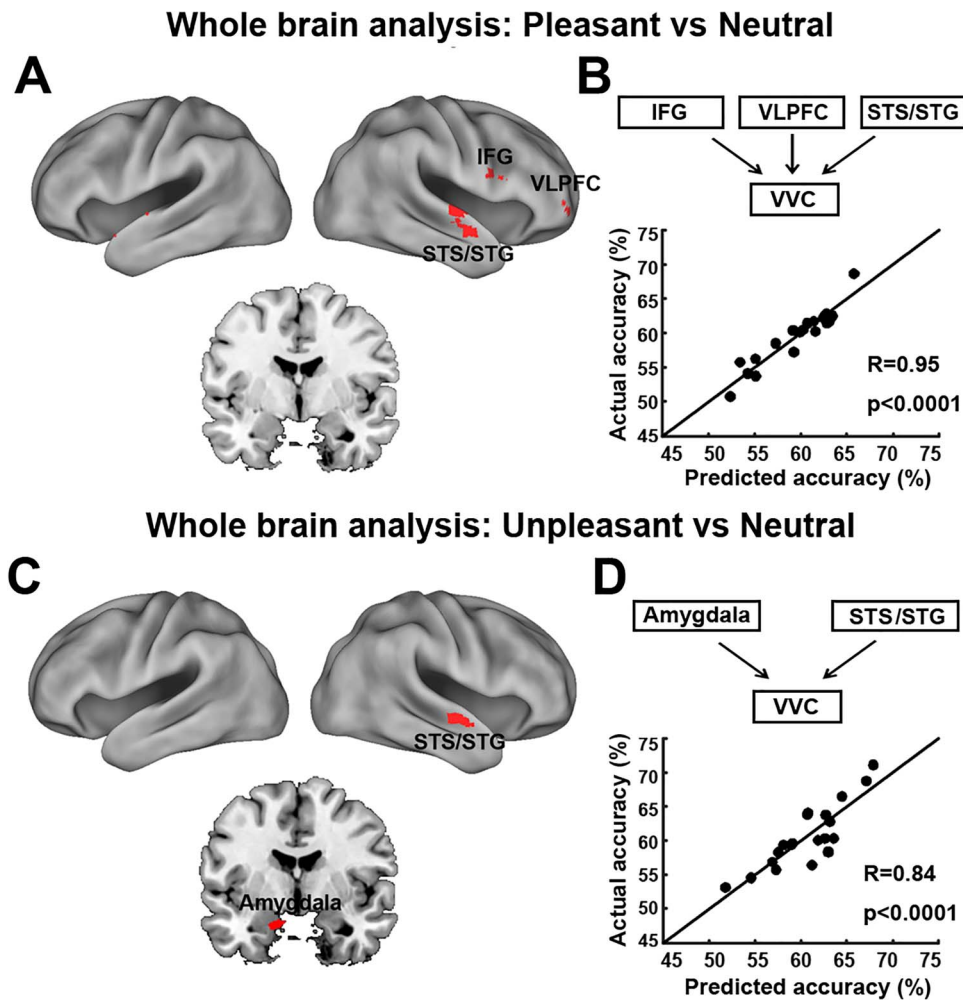 Whole brain analysis: Pleasant vs Neutral
A
IFG
VLPFC
STS/STG
B
IFG VLPFC STS/STG
VVC
Actual accuracy (%)
75
70
65
60
55
50
45
R=0.95
p<0.0001
45 50 55 60 65 70 75
Predicted accuracy (%)
Whole brain analysis: Unpleasant vs Neutral
C
STS/STG
Amygdala
D
Amygdala STS/STG
VVC
Actual accuracy (%)
75
70
65
60
55
50
45
R=0.84
p<0.0001
45 50 55 60 65 70 75
Predicted accuracy (%)